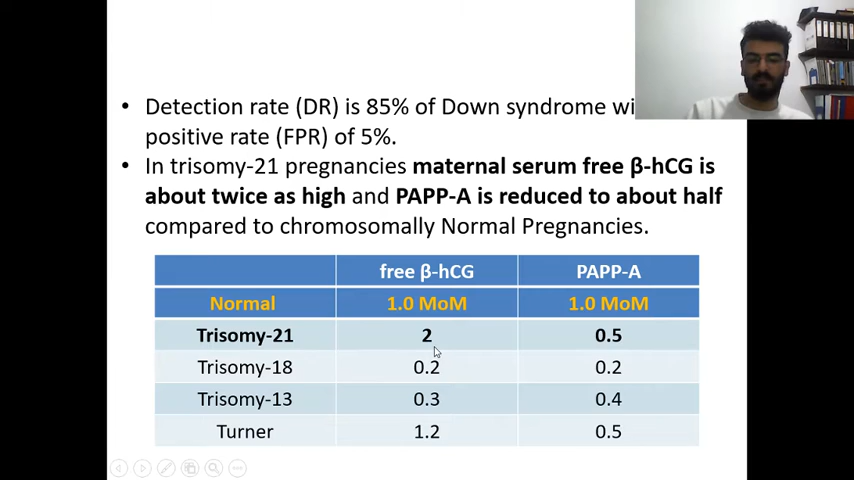 • Detection rate (DR) is 85% of Down syndrome
positive rate (FPR) of 5%.
• In trisomy-21 pregnancies maternal serum free β-hCG is
about twice as high and PAPP-A is reduced to about half
compared to chromosomally Normal Pregnancies.
free β-hCG PAPP-A
Normal 1.0 MoM 1.0 MoM
Trisomy-21 2 0.5
Trisomy-18 0.2 0.2
Trisomy-13 0.3 0.4
Turner 1.2 0.5